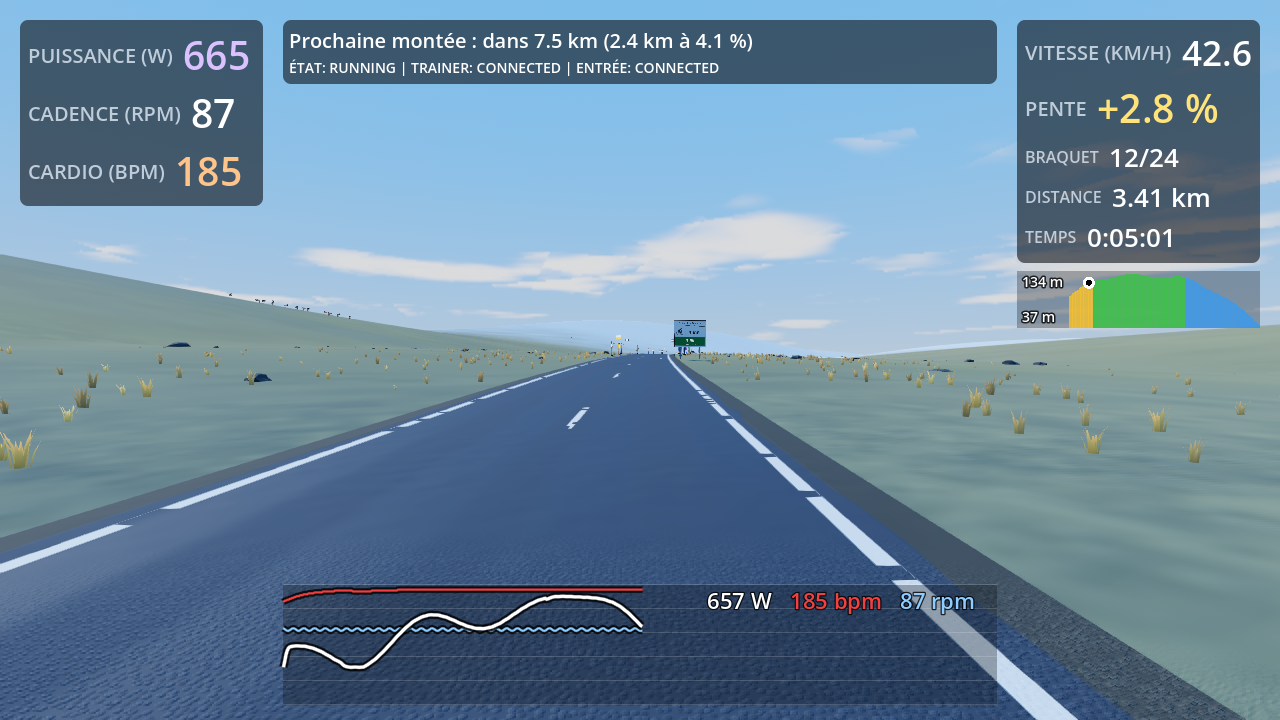 PUISSANCE (W) 665
CADENCE (RPM) 87
CARDIO (BPM) 185
Prochaine montée : dans 7.5 km (2.4 km à 4.1 %)
ÉTAT: RUNNING | TRAINER: CONNECTED | ENTRÉE: CONNECTED
VITESSE (KM/H) 42.6
PENTE +2.8 %
BRAQUET 12/24
DISTANCE 3.41 km
TEMPS 0:05:01
134 m
37 m
657 W 185 bpm 87 rpm